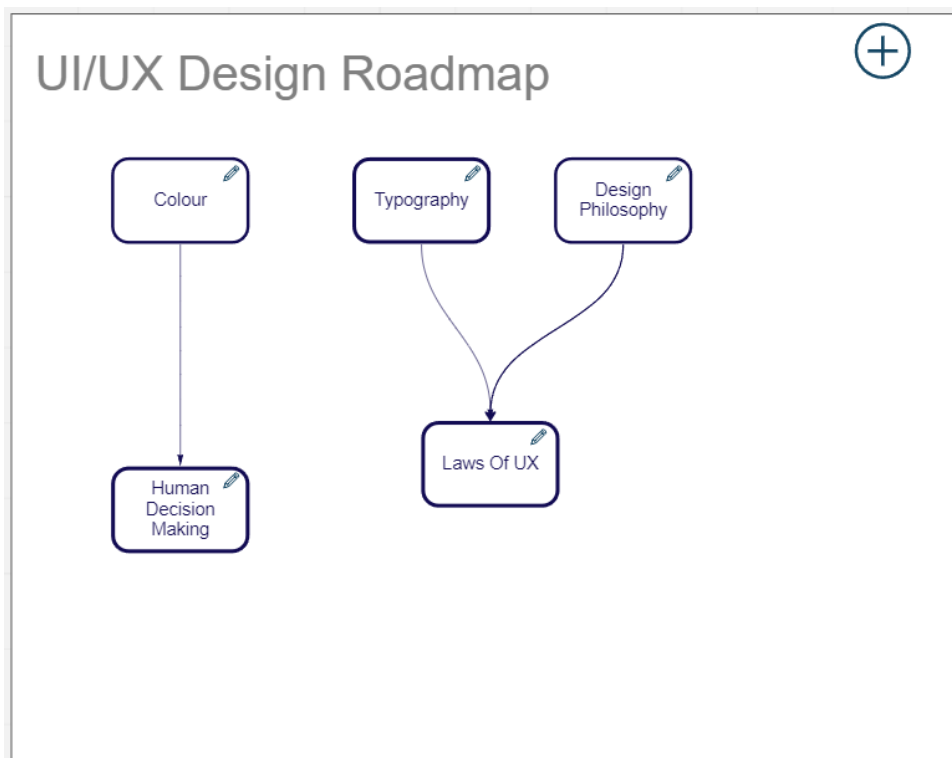 UI/UX Design Roadmap
Colour
Typography
Design
Philosophy
Laws Of UX
Human
Decision
Making